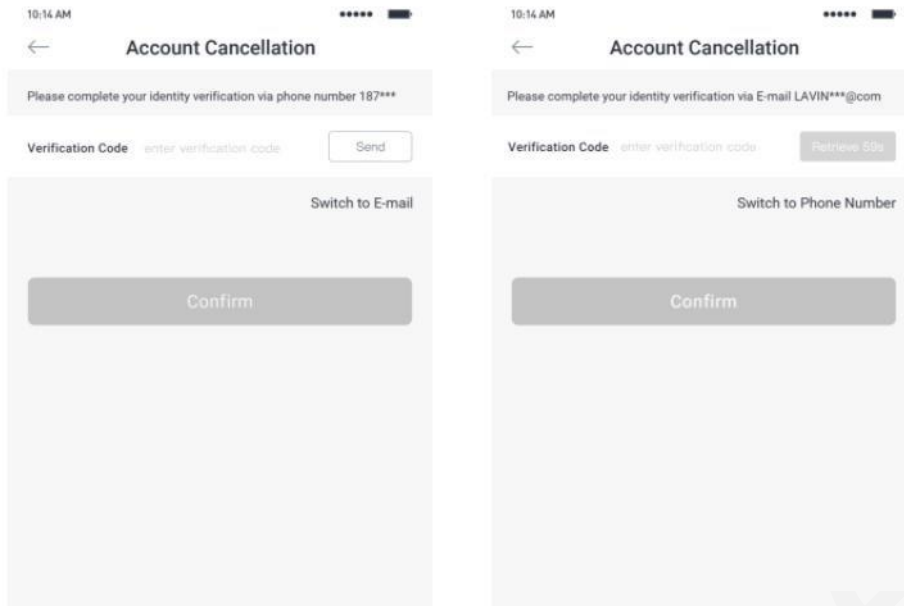 10:14 AM
Account Cancellation
Please complete your identity verification via phone number 187***
Verification Code enter verification code Send
Switch to E-mail
Confirm
10:14 AM
Account Cancellation
Please complete your identity verification via E-mail LAVIN***@com
Verification Code enter verification code Retrieve 59s
Switch to Phone Number
Confirm